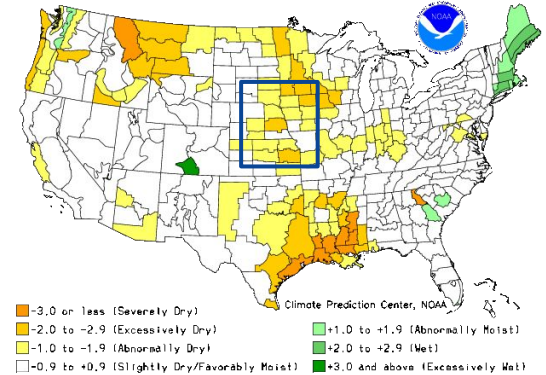 NOAA
Climate Prediction Center, NOAA
-3.0 or less (Severely Dry)
-2.0 to -2.9 (Excessively Dry)
-1.0 to -1.9 (Abnormally Dry)
-0.9 to +0.9 (Slightly Dry/Favorably Moist)
+1.0 to +1.9 (Abnormally Moist)
+2.0 to +2.9 (Wet)
+3.0 and above (Excessively Wet)